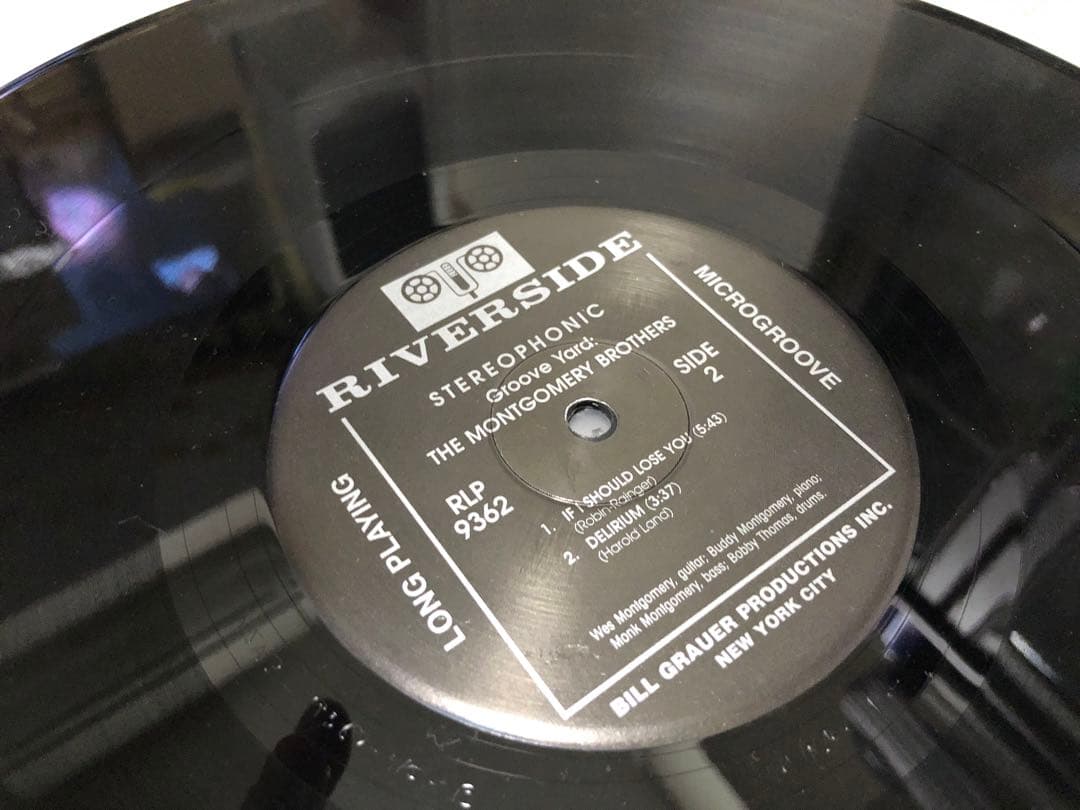 RIVERSIDE
STEREOPHONIC
Groove Yard:
THE MONTGOMERY BROTHERS
RLP
9362
SIDE
2
1. IF I SHOULD LOSE YOU (5:43)
(Robin-Rainger)
2. DELIRIUM (3:37)
(Harold Land)
Wes Montgomery, guitar; Buddy Montgomery, piano;
Monk Montgomery, bass; Bobby Thomas, drums.
LONG PLAYING
MICROGROOVE
BILL GRAUER PRODUCTIONS INC.
NEW YORK CITY